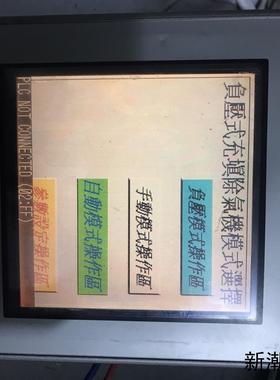 負壓式充填除氣機模式選擇
負壓模式操作區
手動模式操作區
自動模式操作區
參數設定操作區
PLC NOT CONNECTED (02:FF)
新